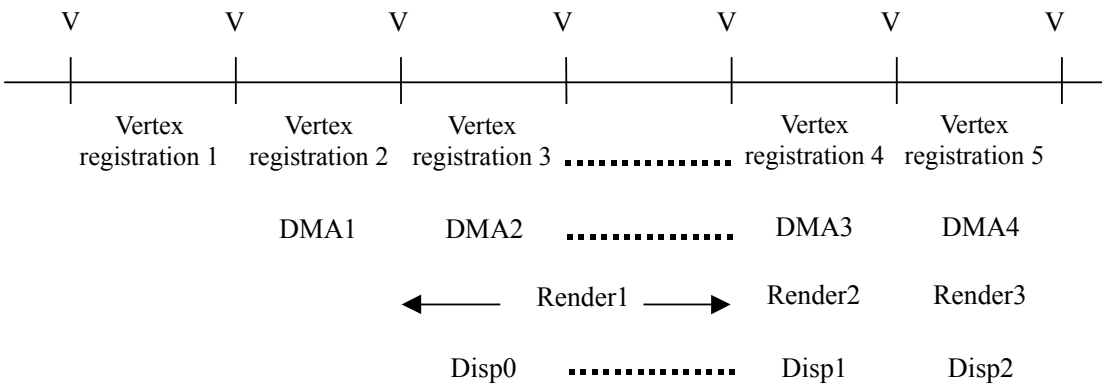 V V V V V V V
Vertex registration 1 Vertex registration 2 Vertex registration 3 Vertex registration 4 Vertex registration 5
DMA1 DMA2 DMA3 DMA4
Render1 Render2 Render3
Disp0 Disp1 Disp2